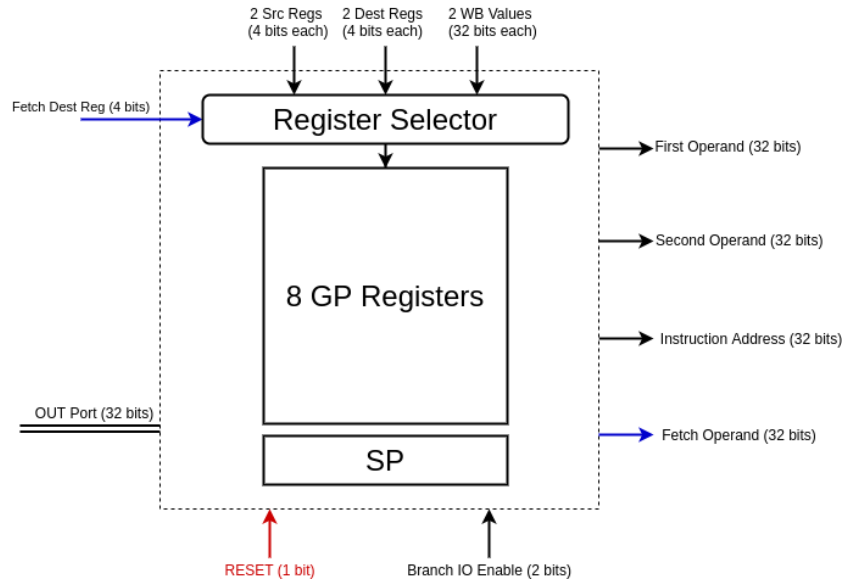 2 Src Regs
(4 bits each)
2 Dest Regs
(4 bits each)
2 WB Values
(32 bits each)
Fetch Dest Reg (4 bits)
Register Selector
First Operand (32 bits)
Second Operand (32 bits)
8 GP Registers
Instruction Address (32 bits)
OUT Port (32 bits)
Fetch Operand (32 bits)
SP
RESET (1 bit)
Branch IO Enable (2 bits)